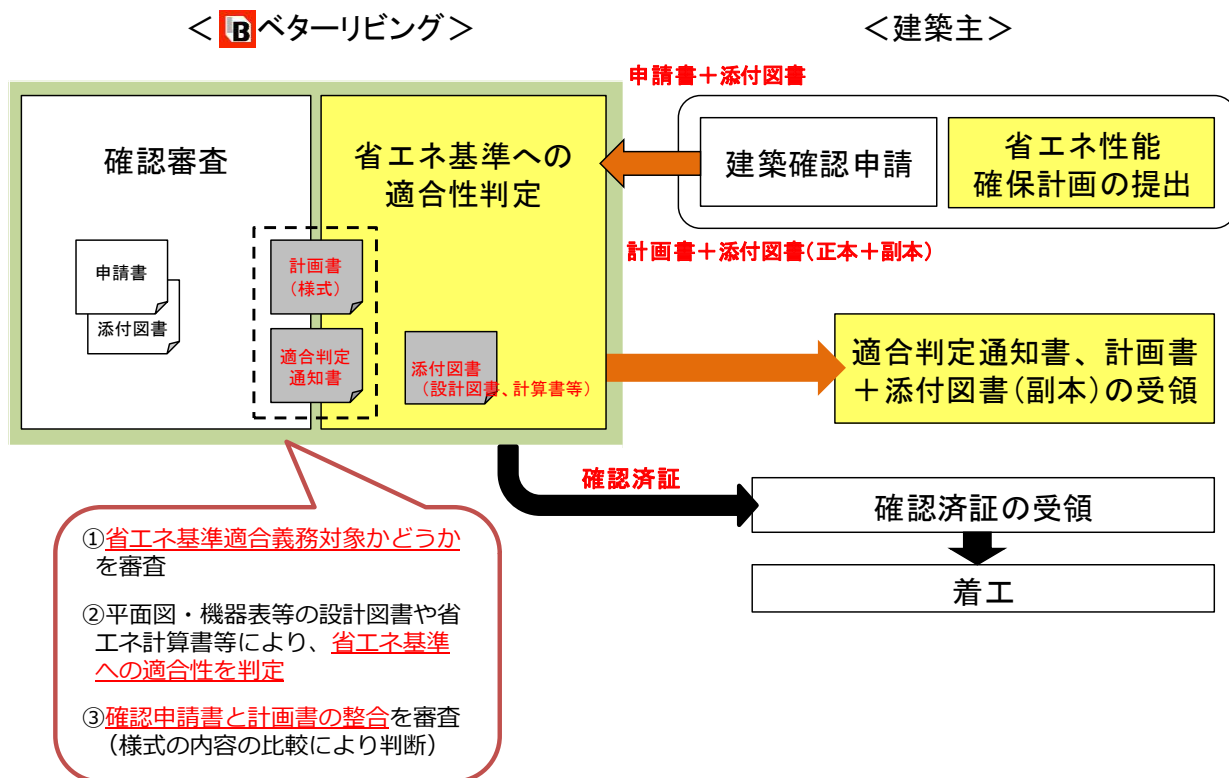 ＜Bベターリビング＞
＜建築主＞
申請書＋添付図書
確認審査
省エネ基準への
適合性判定
建築確認申請
省エネ性能
確保計画の提出
計画書＋添付図書（正本＋副本）
申請書
添付図書
計画書
（様式）
適合判定
通知書
添付図書
（設計図書、計算書等）
適合判定通知書、計画書
＋添付図書（副本）の受領
確認済証
確認済証の受領
着工
①省エネ基準適合義務対象かどうか
を審査
②平面図・機器表等の設計図書や省
エネ計算書等により、省エネ基準
への適合性を判定
③確認申請書と計画書の整合を審査
（様式の内容の比較により判断）